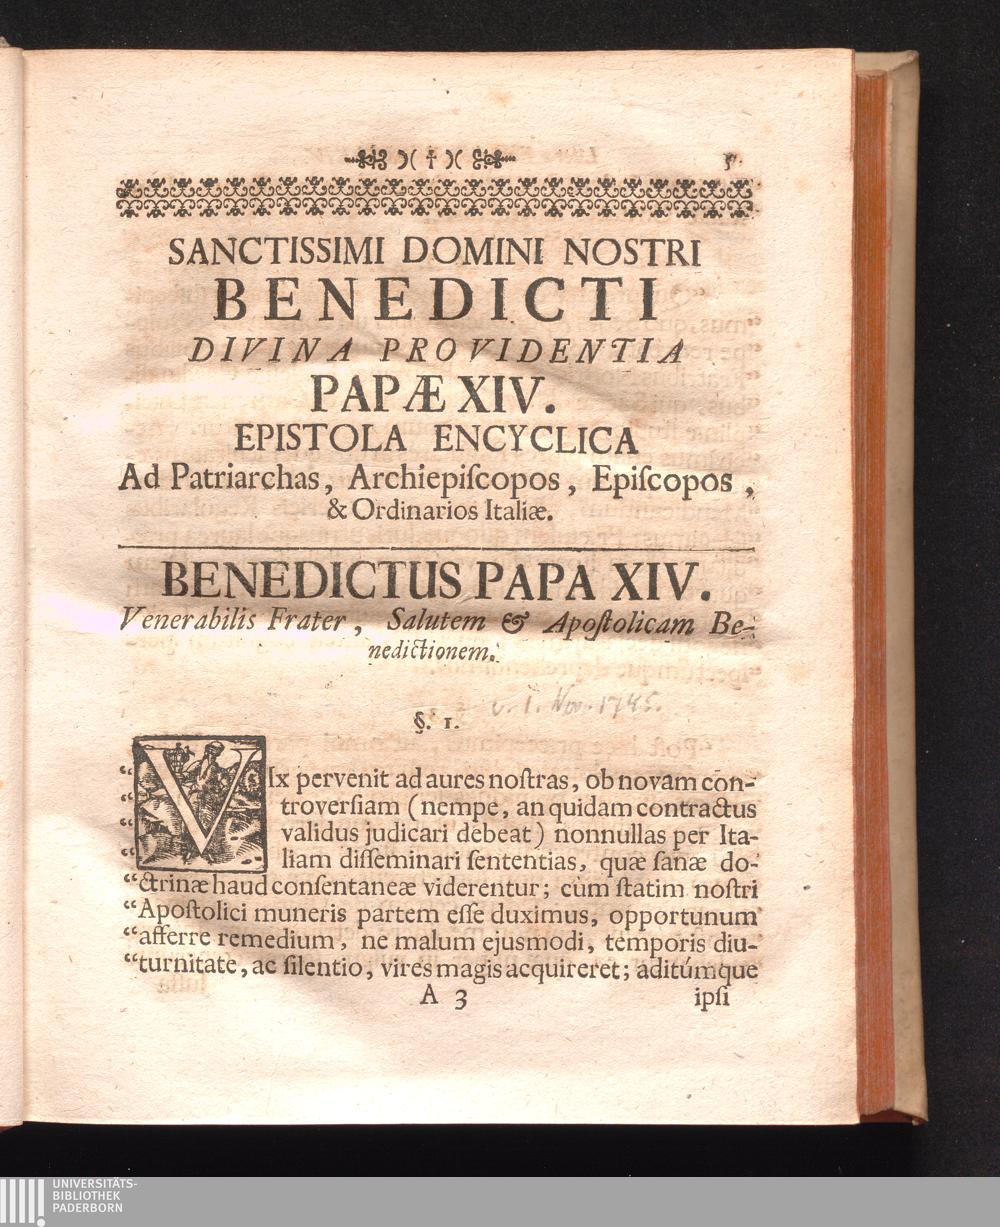 )( † )( 5
SANCTISSIMI DOMINI NOSTRI
BENEDICTI
DIVINA PROVIDENTIA
PAPÆ XIV.
EPISTOLA ENCYCLICA
Ad Patriarchas, Archiepiſcopos, Epiſcopos,
& Ordinarios Italiæ.
BENEDICTUS PAPA XIV.
Venerabilis Frater, Salutem & Apoſtolicam Be-
nedictionem.
v. 1. Nov. 1745.
§. 1.
“VIx pervenit ad aures noſtras, ob novam con-
“troverſiam (nempe, an quidam contractus
“validus judicari debeat) nonnullas per Ita-
“liam diſſeminari ſententias, quæ ſanæ do-
“ctrinæ haud conſentaneæ viderentur; cùm ſtatim noſtri
“Apoſtolici muneris partem eſſe duximus, opportunum
“afferre remedium, ne malum ejusmodi, temporis diu-
“turnitate, ac ſilentio, vires magis acquireret; aditúmque
A 3 ipſi
UNIVERSITÄTS-
BIBLIOTHEK
PADERBORN